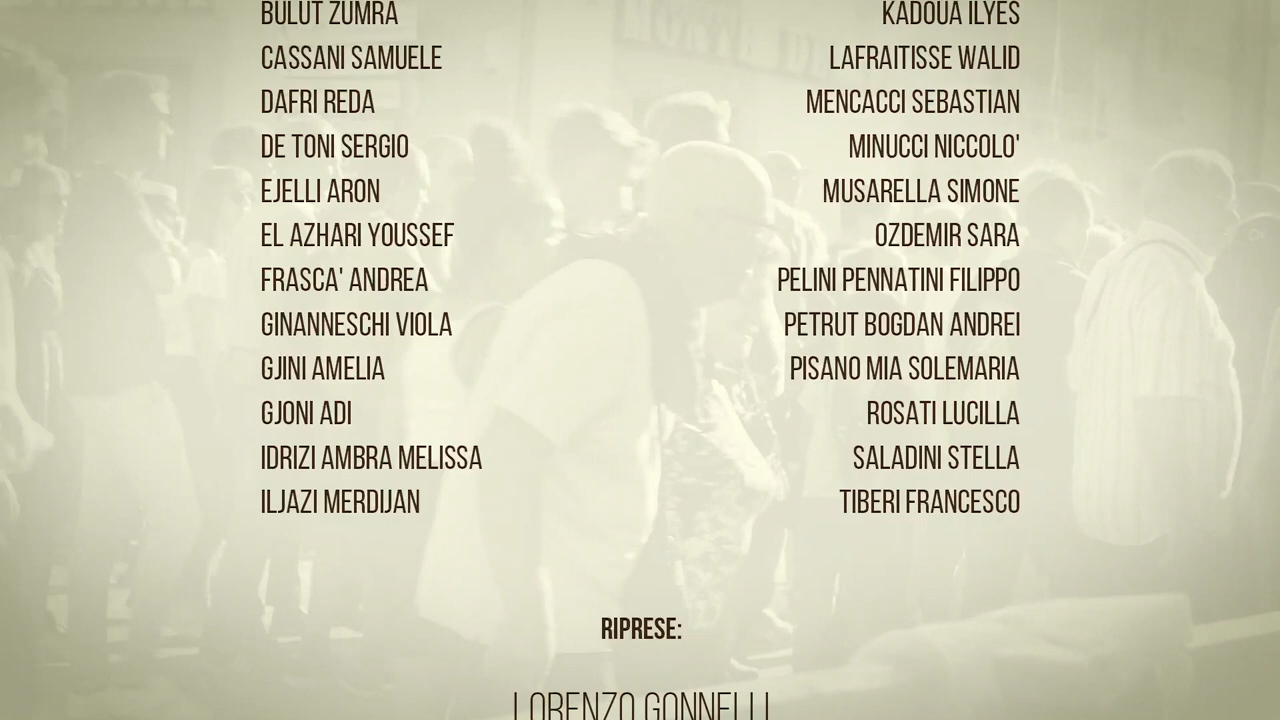 BULUT ZUMRA
CASSANI SAMUELE
DAFRI REDA
DE TONI SERGIO
EJELLI ARON
EL AZHARI YOUSSEF
FRASCA' ANDREA
GINANNESCHI VIOLA
GJINI AMELIA
GJONI ADI
IDRIZI AMBRA MELISSA
ILJAZI MERDIJAN
KADOUA ILYES
LAFRAITISSE WALID
MENCACCI SEBASTIAN
MINUCCI NICCOLO'
MUSARELLA SIMONE
OZDEMIR SARA
PELINI PENNATINI FILIPPO
PETRUT BOGDAN ANDREI
PISANO MIA SOLEMARIA
ROSATI LUCILLA
SALADINI STELLA
TIBERI FRANCESCO
RIPRESE:
LORENZO GONNELLI